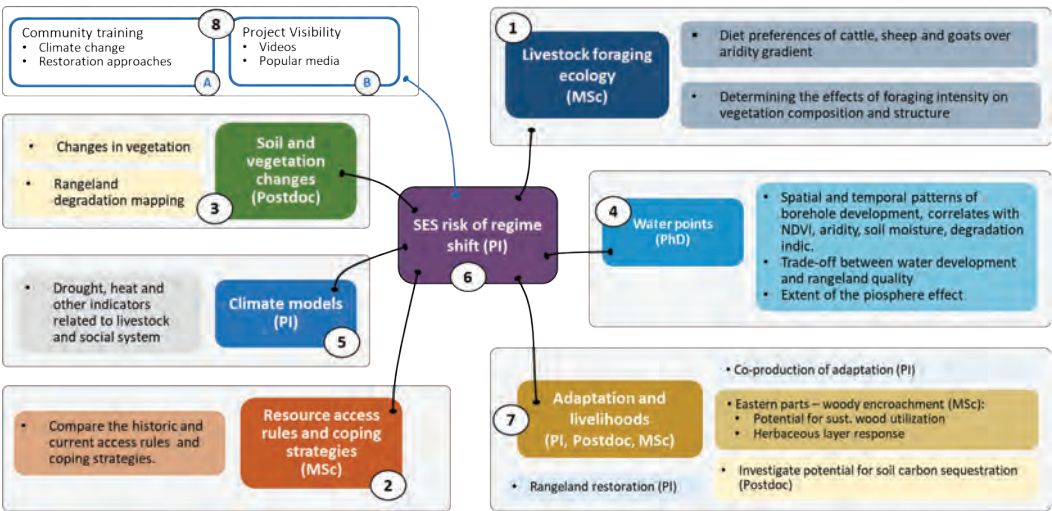 8
Community training
• Climate change
• Restoration approaches
A
Project Visibility
• Videos
• Popular media
B
1
Livestock foraging
ecology
(MSc)
▪ Diet preferences of cattle, sheep and goats over
aridity gradient
• Determining the effects of foraging intensity on
vegetation composition and structure
• Changes in vegetation
• Rangeland
degradation mapping
3
Soil and
vegetation
changes
(Postdoc)
SES risk of regime
shift (PI)
6
4
Water points
(PhD)
• Spatial and temporal patterns of
borehole development, correlates with
NDVI, aridity, soil moisture, degradation
indic.
• Trade-off between water development
and rangeland quality
• Extent of the piosphere effect
• Drought, heat and
other indicators
related to livestock
and social system
Climate models
(PI)
5
• Compare the historic and
current access rules and
coping strategies.
Resource access
rules and coping
strategies
(MSc)
2
7
Adaptation and
livelihoods
(PI, Postdoc, MSc)
• Co-production of adaptation (PI)
• Eastern parts – woody encroachment (MSc):
• Potential for sust. wood utilization
• Herbaceous layer response
• Investigate potential for soil carbon sequestration
(Postdoc)
• Rangeland restoration (PI)